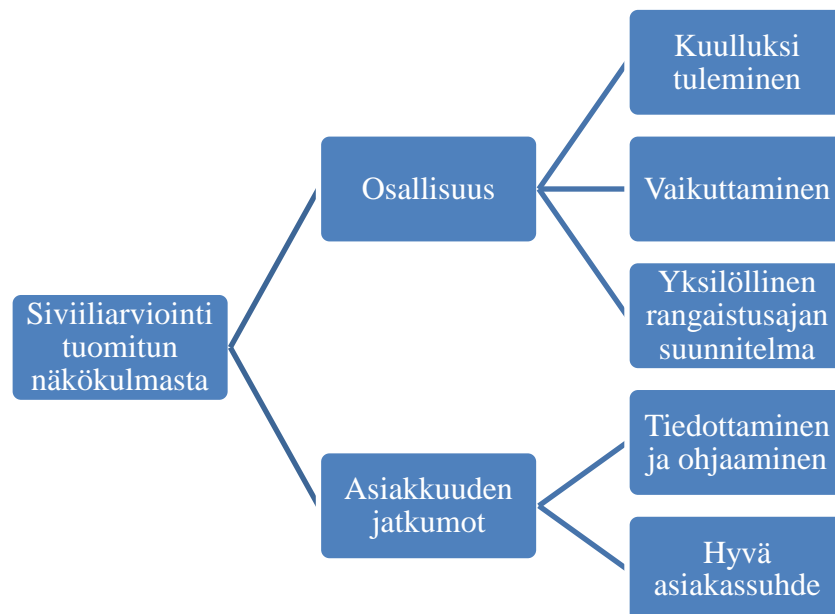 Siviiliarviointi
tuomitun
näkökulmasta
Osallisuus
Kuulluksi
tuleminen
Vaikuttaminen
Yksilöllinen
rangaistusajan
suunnitelma
Asiakkuuden
jatkumot
Tiedottaminen
ja ohjaaminen
Hyvä
asiakassuhde